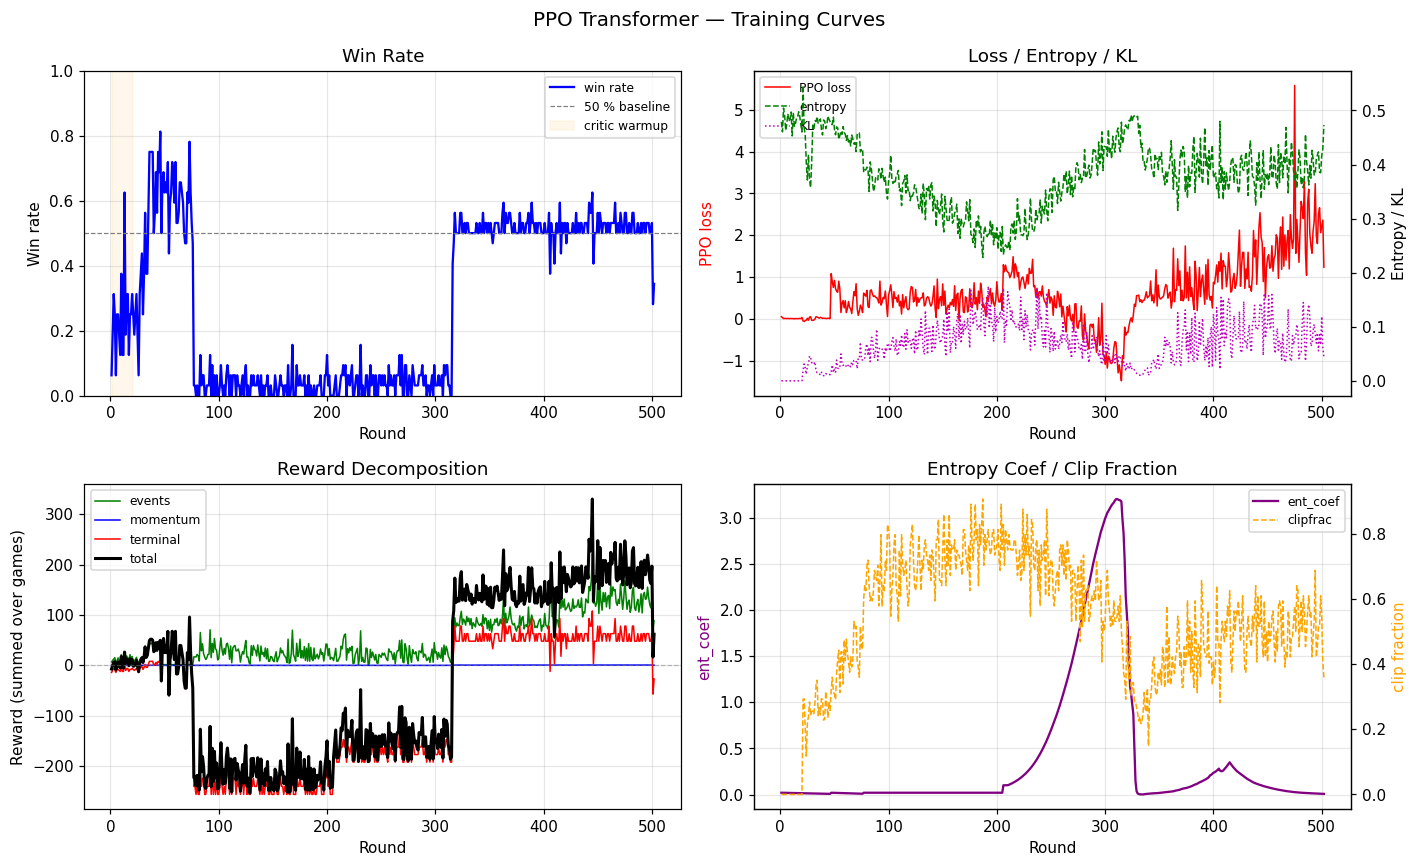 PPO Transformer — Training Curves
Win Rate
Win rate
1.0
0.8
0.6
0.4
0.2
0.0
win rate
50 % baseline
critic warmup
0 100 200 300 400 500
Round
Loss / Entropy / KL
PPO loss
5
4
3
2
1
0
−1
PPO loss
entropy
KL
0.5
0.4
0.3
0.2
0.1
0.0
Entropy / KL
0 100 200 300 400 500
Round
Reward Decomposition
Reward (summed over games)
300
200
100
0
−100
−200
events
momentum
terminal
total
0 100 200 300 400 500
Round
Entropy Coef / Clip Fraction
ent_coef
3.0
2.5
2.0
1.5
1.0
0.5
0.0
ent_coef
clipfrac
0.8
0.6
0.4
0.2
0.0
clip fraction
0 100 200 300 400 500
Round